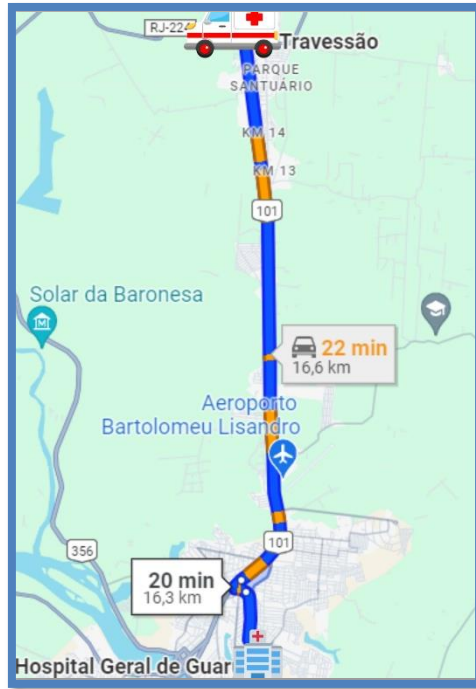 RJ-224
Travessão
PARQUE
SANTUÁRIO
KM 14
KM 13
101
Solar da Baronesa
22 min
16,6 km
Aeroporto
Bartolomeu Lisandro
101
356
20 min
16,3 km
Hospital Geral de Guar